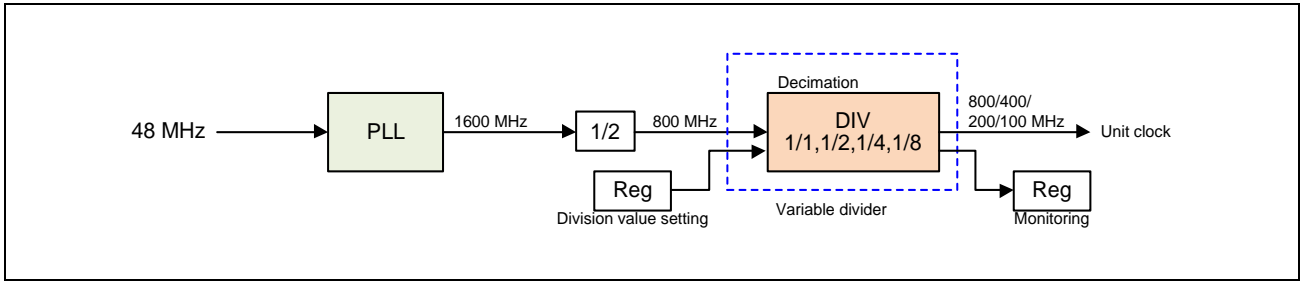 48 MHz
PLL
1600 MHz
1/2
800 MHz
Decimation
DIV
1/1,1/2,1/4,1/8
800/400/
200/100 MHz
Unit clock
Reg
Division value setting
Variable divider
Reg
Monitoring